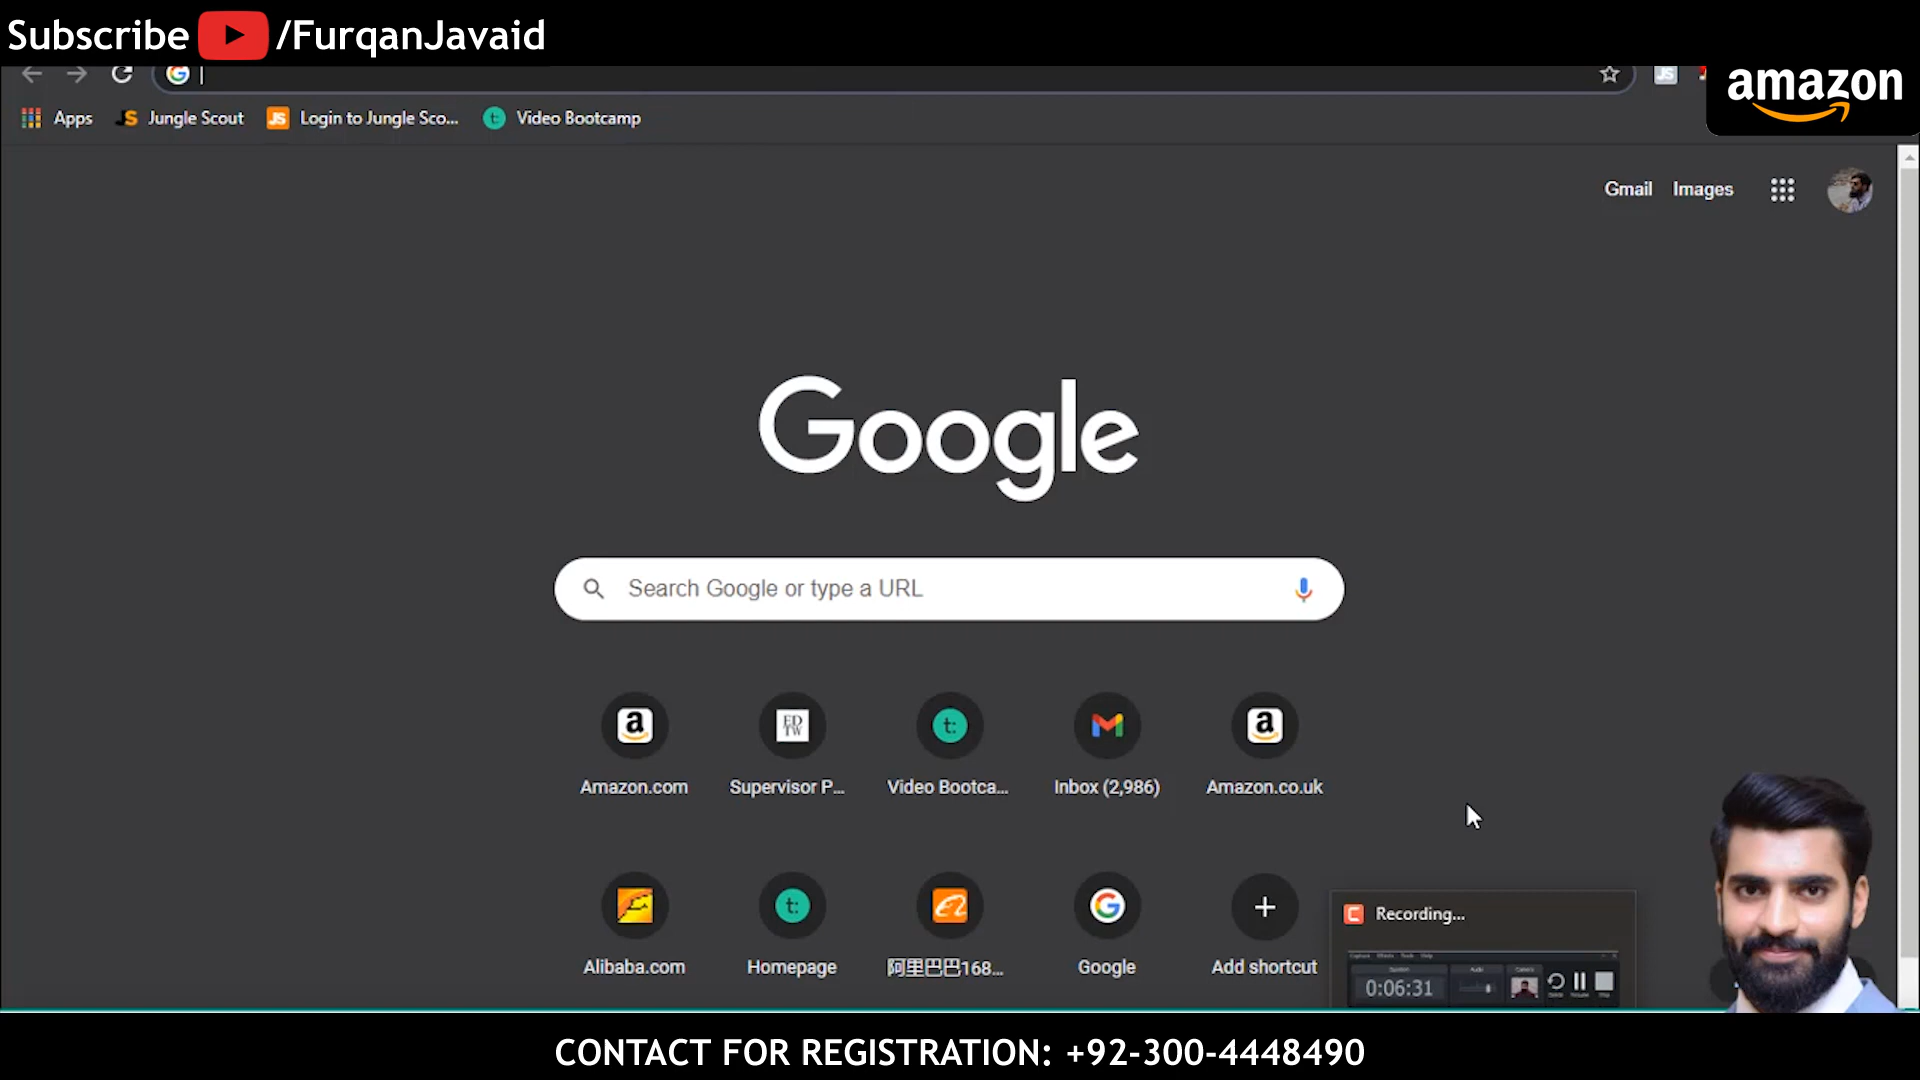 Subscribe /FurqanJavaid
amazon
Apps Jungle Scout Login to Jungle Sco... Video Bootcamp
Gmail Images
Google
Search Google or type a URL
Amazon.com Supervisor P... Video Bootca... Inbox (2,986) Amazon.co.uk
Alibaba.com Homepage 阿里巴巴168... Google Add shortcut
Recording...
0:06:31
CONTACT FOR REGISTRATION: +92-300-4448490